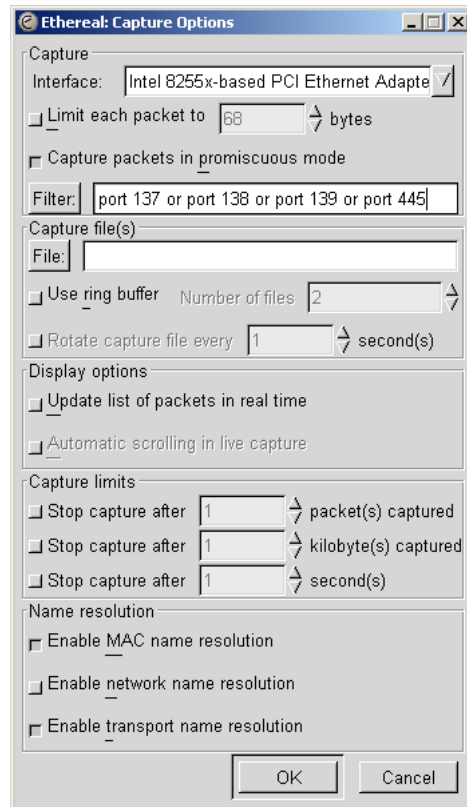 Ethereal: Capture Options
Capture
Interface: Intel 8255x-based PCI Ethernet Adapte
Limit each packet to 68 bytes
Capture packets in promiscuous mode
Filter: port 137 or port 138 or port 139 or port 445
Capture file(s)
File:
Use ring buffer Number of files 2
Rotate capture file every 1 second(s)
Display options
Update list of packets in real time
Automatic scrolling in live capture
Capture limits
Stop capture after 1 packet(s) captured
Stop capture after 1 kilobyte(s) captured
Stop capture after 1 second(s)
Name resolution
Enable MAC name resolution
Enable network name resolution
Enable transport name resolution
OK Cancel